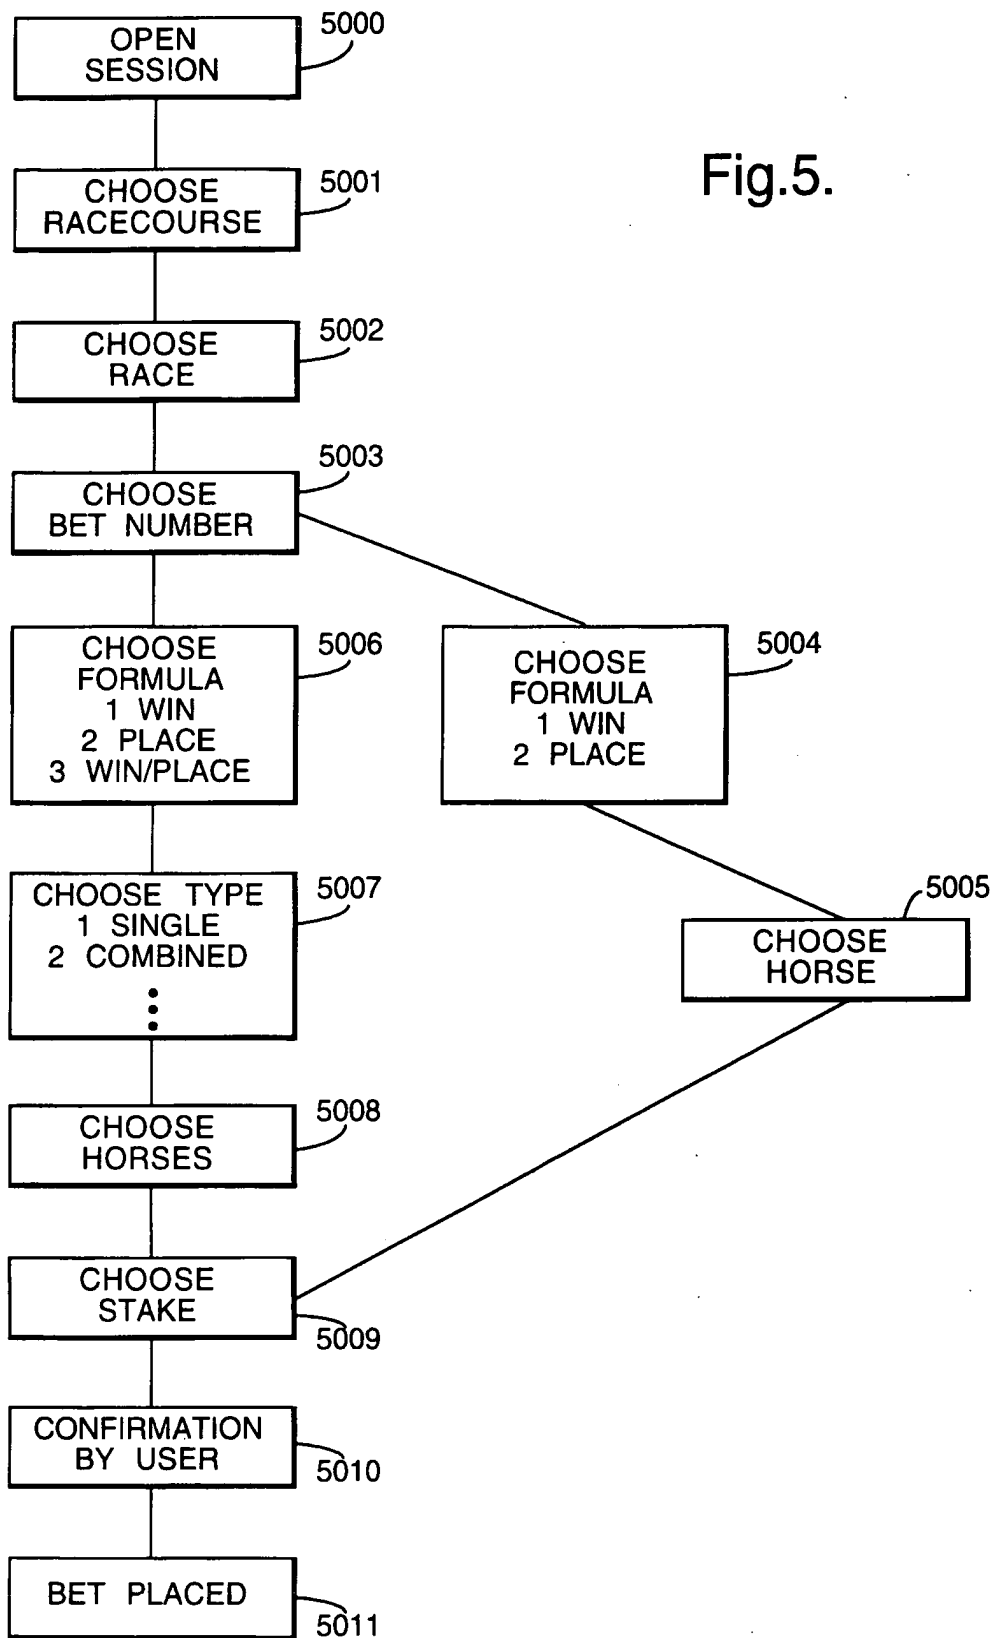 5000
OPEN
SESSION
Fig.5.
5001
CHOOSE
RACECOURSE
5002
CHOOSE
RACE
5003
CHOOSE
BET NUMBER
5006
CHOOSE
FORMULA
1 WIN
2 PLACE
3 WIN/PLACE
5004
CHOOSE
FORMULA
1 WIN
2 PLACE
5007
CHOOSE TYPE
1 SINGLE
2 COMBINED
5005
CHOOSE
HORSE
5008
CHOOSE
HORSES
CHOOSE
STAKE
5009
CONFIRMATION
BY USER
5010
BET PLACED
5011